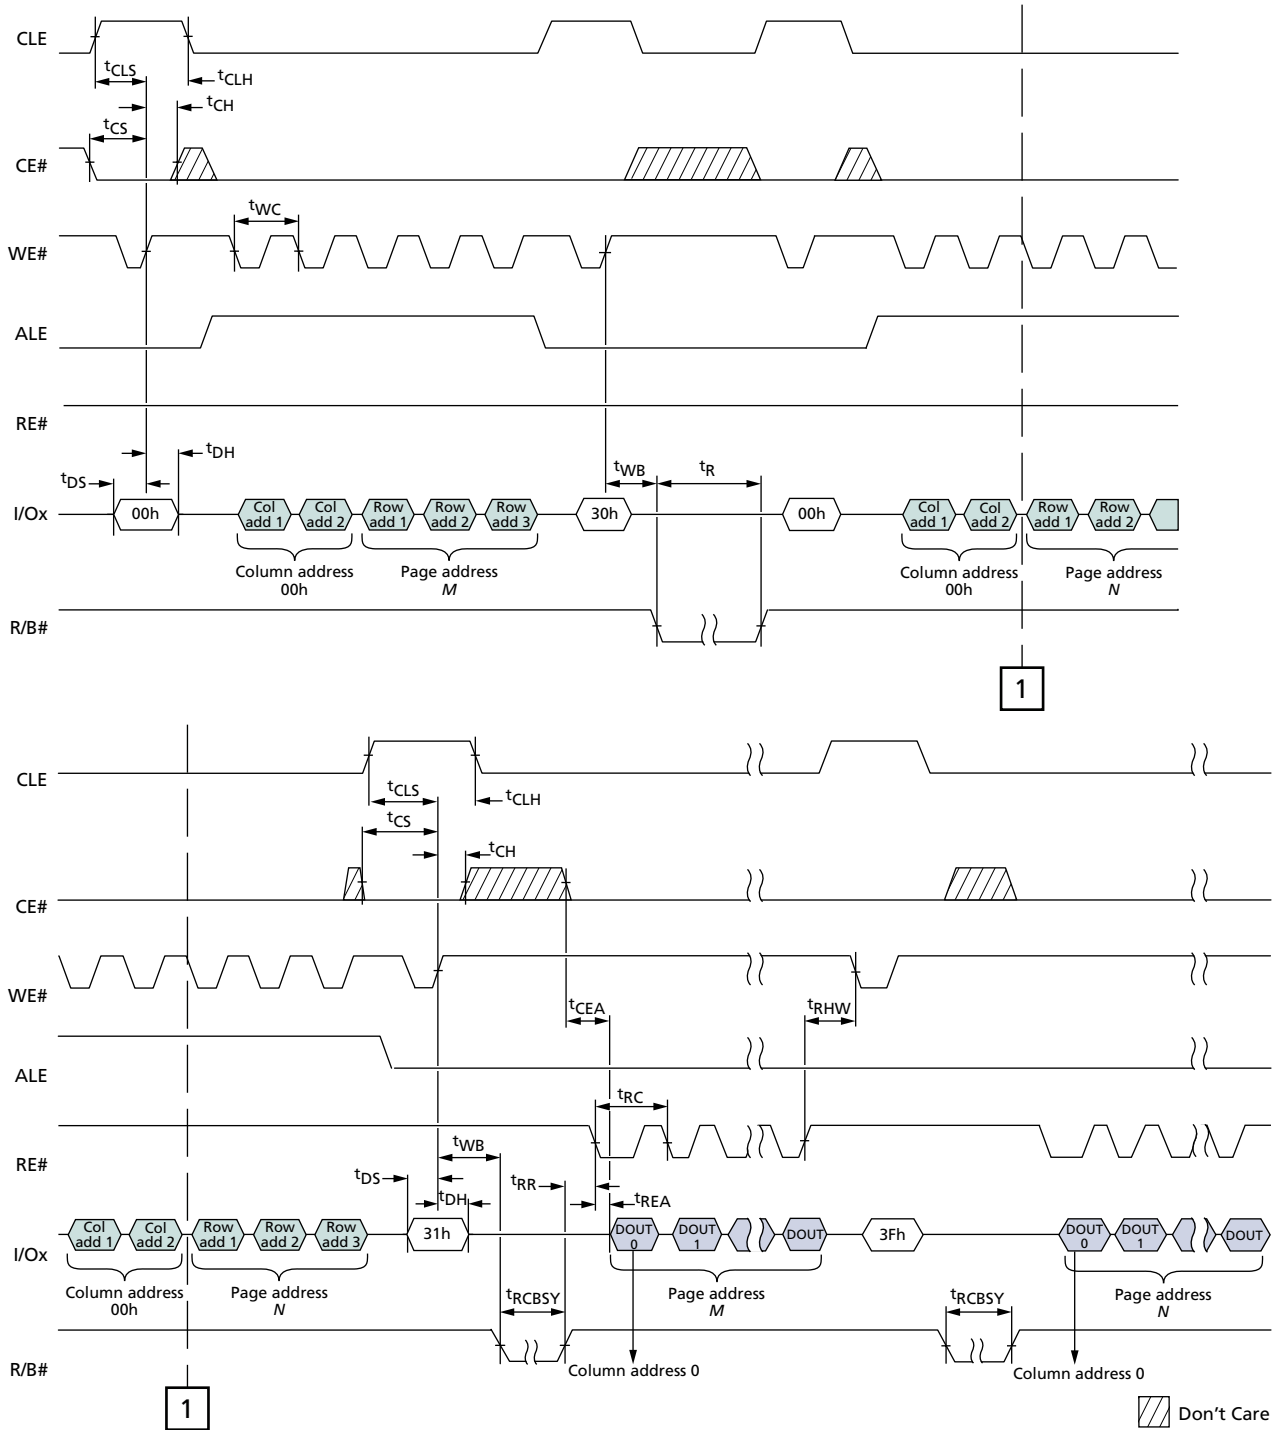 CLE
tCLS
tCLH
tCH
tCS
CE#
tWC
WE#
ALE
RE#
tDH
tDS
tWB
tR
I/Ox
00h
Col add 1
Col add 2
Row add 1
Row add 2
Row add 3
30h
00h
Col add 1
Col add 2
Row add 1
Row add 2
Column address 00h
Page address M
Column address 00h
Page address N
R/B#
1
CLE
tCLS
tCLH
tCS
tCH
CE#
WE#
tCEA
tRHW
ALE
tRC
tWB
RE#
tDS
tRR
tDH
tREA
Col add 1
Col add 2
Row add 1
Row add 2
Row add 3
31h
DOUT 0
DOUT 1
DOUT
3Fh
DOUT 0
DOUT 1
DOUT
I/Ox
Column address 00h
Page address N
tRCBSY
Page address M
tRCBSY
Page address N
R/B#
Column address 0
Column address 0
1
Don't Care